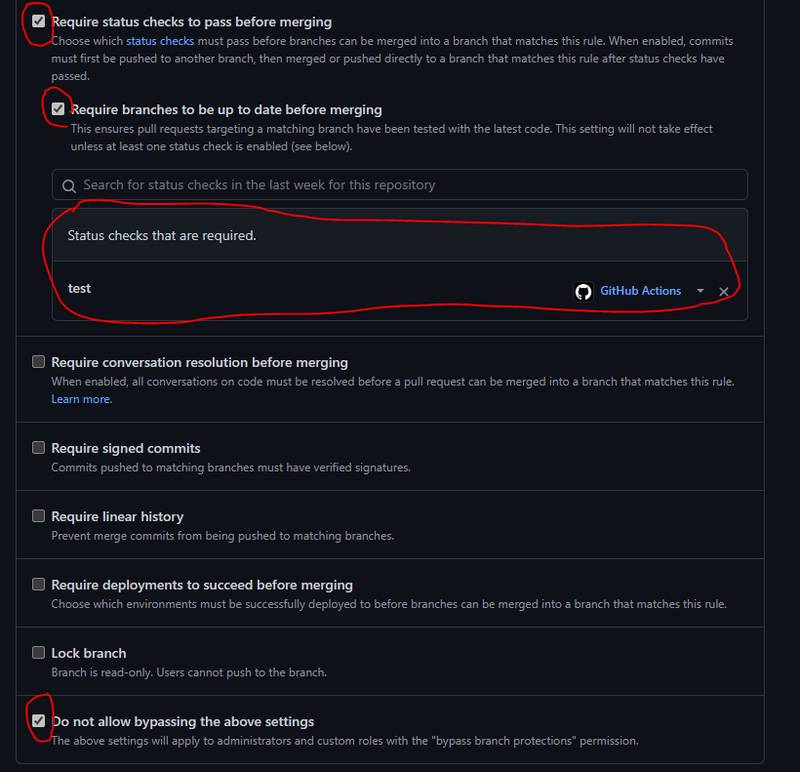 Require status checks to pass before merging
Choose which status checks must pass before branches can be merged into a branch that matches this rule. When enabled, commits
must first be pushed to another branch, then merged or pushed directly to a branch that matches this rule after status checks have
passed.
Require branches to be up to date before merging
This ensures pull requests targeting a matching branch have been tested with the latest code. This setting will not take effect
unless at least one status check is enabled (see below).
Search for status checks in the last week for this repository
Status checks that are required.
test GitHub Actions
Require conversation resolution before merging
When enabled, all conversations on code must be resolved before a pull request can be merged into a branch that matches this rule.
Learn more.
Require signed commits
Commits pushed to matching branches must have verified signatures.
Require linear history
Prevent merge commits from being pushed to matching branches.
Require deployments to succeed before merging
Choose which environments must be successfully deployed to before branches can be merged into a branch that matches this rule.
Lock branch
Branch is read-only. Users cannot push to the branch.
Do not allow bypassing the above settings
The above settings will apply to administrators and custom roles with the "bypass branch protections" permission.